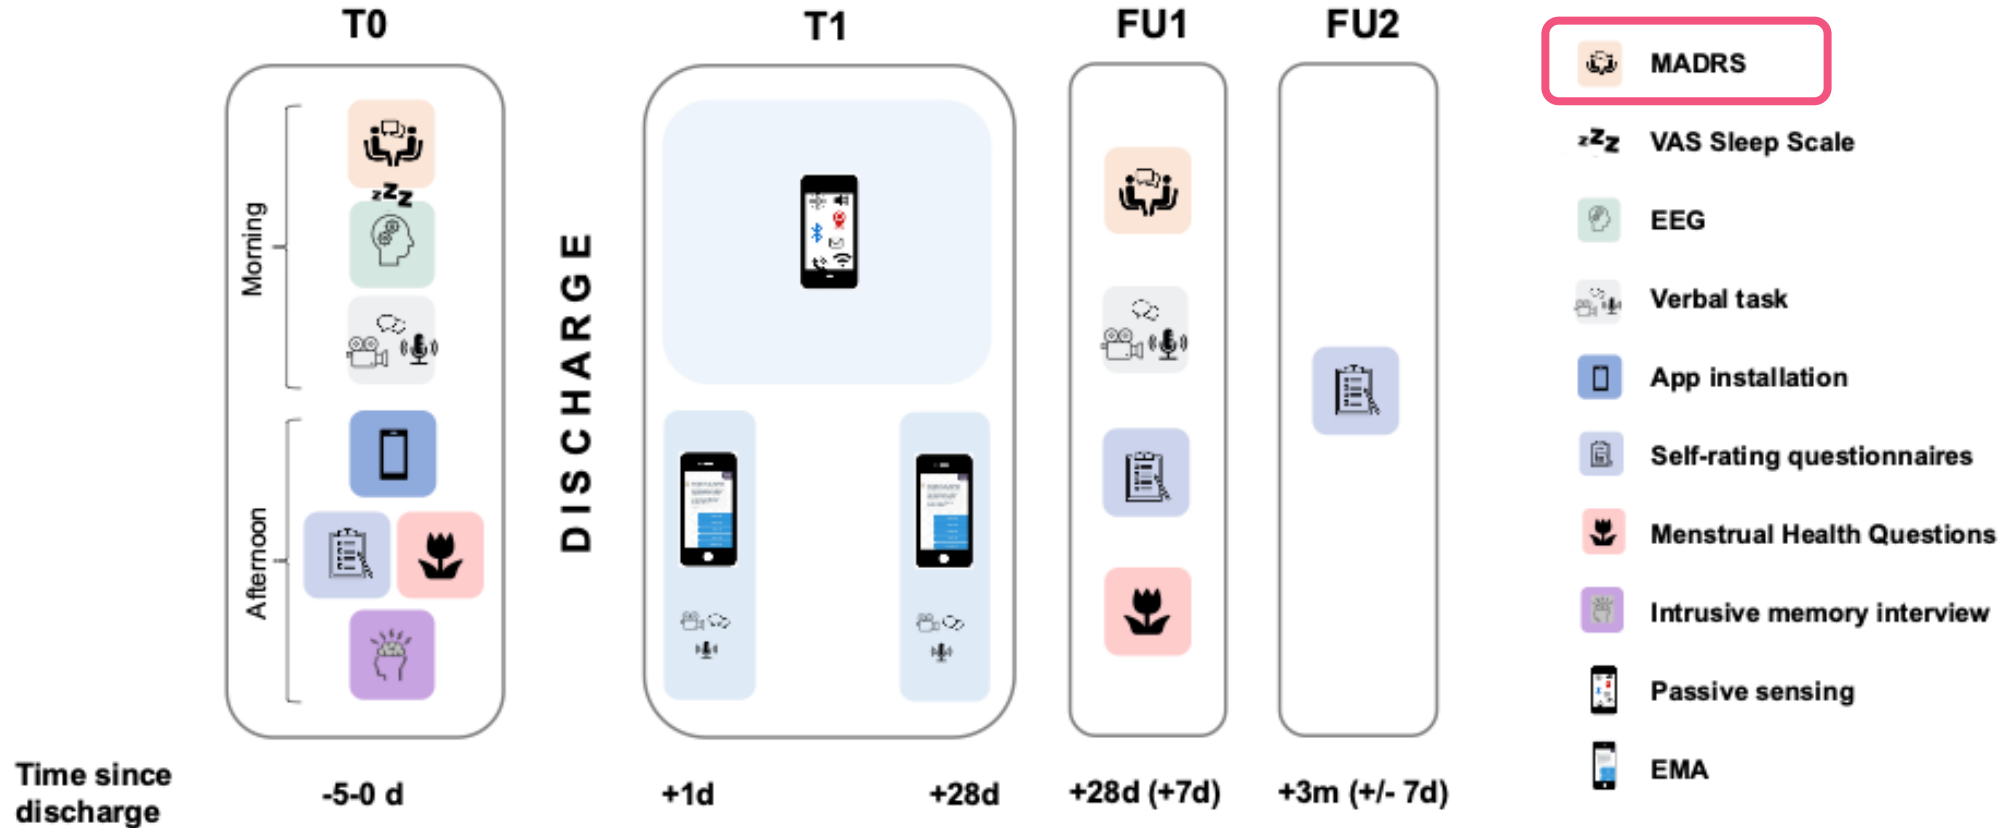 T0
T1
FU1
FU2
Morning
Afternoon
zzz
DISCHARGE
Time since
discharge
-5-0 d
+1d
+28d
+28d (+7d)
+3m (+/- 7d)
MADRS
zzz VAS Sleep Scale
EEG
Verbal task
App installation
Self-rating questionnaires
Menstrual Health Questions
Intrusive memory interview
Passive sensing
EMA